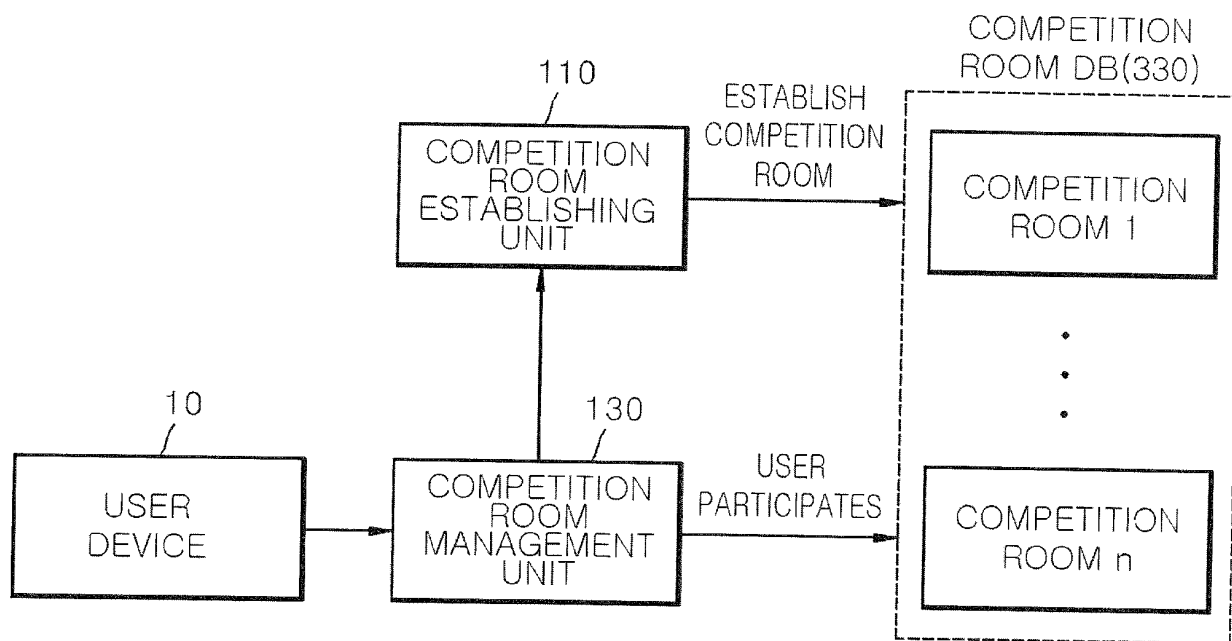 COMPETITION
ROOM DB(330)
110
ESTABLISH
COMPETITION
ROOM
COMPETITION
ROOM
ESTABLISHING
UNIT
COMPETITION
ROOM 1
10
130
USER
DEVICE
COMPETITION
ROOM
MANAGEMENT
UNIT
USER
PARTICIPATES
COMPETITION
ROOM n